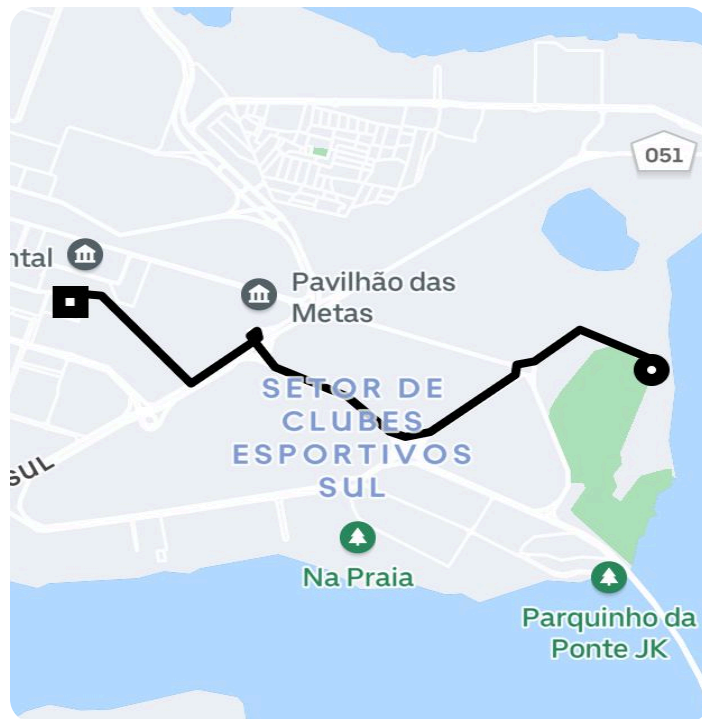 051
ntal
Pavilhão das
Metas
SETOR DE
CLUBES
ESPORTIVOS
SUL
SUL
Na Praia
Parquinho da
Ponte JK